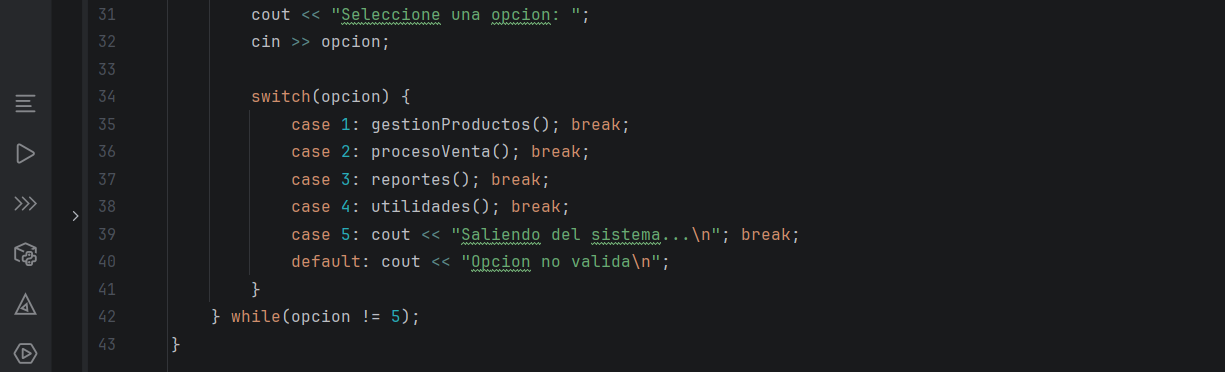 31 cout << "Seleccione una opcion: ";
32 cin >> opcion;
33
34 switch(opcion) {
35 case 1: gestionProductos(); break;
36 case 2: procesoVenta(); break;
37 case 3: reportes(); break;
38 case 4: utilidades(); break;
39 case 5: cout << "Saliendo del sistema...\n"; break;
40 default: cout << "Opcion no valida\n";
41 }
42 } while(opcion != 5);
43 }